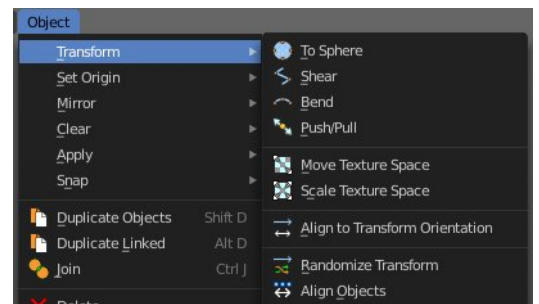 Object
Transform
Set Origin
Mirror
Clear
Apply
Snap
Duplicate Objects Shift D
Duplicate Linked Alt D
Join Ctrl J
Delete
To Sphere
Shear
Bend
Push/Pull
Move Texture Space
Scale Texture Space
Align to Transform Orientation
Randomize Transform
Align Objects